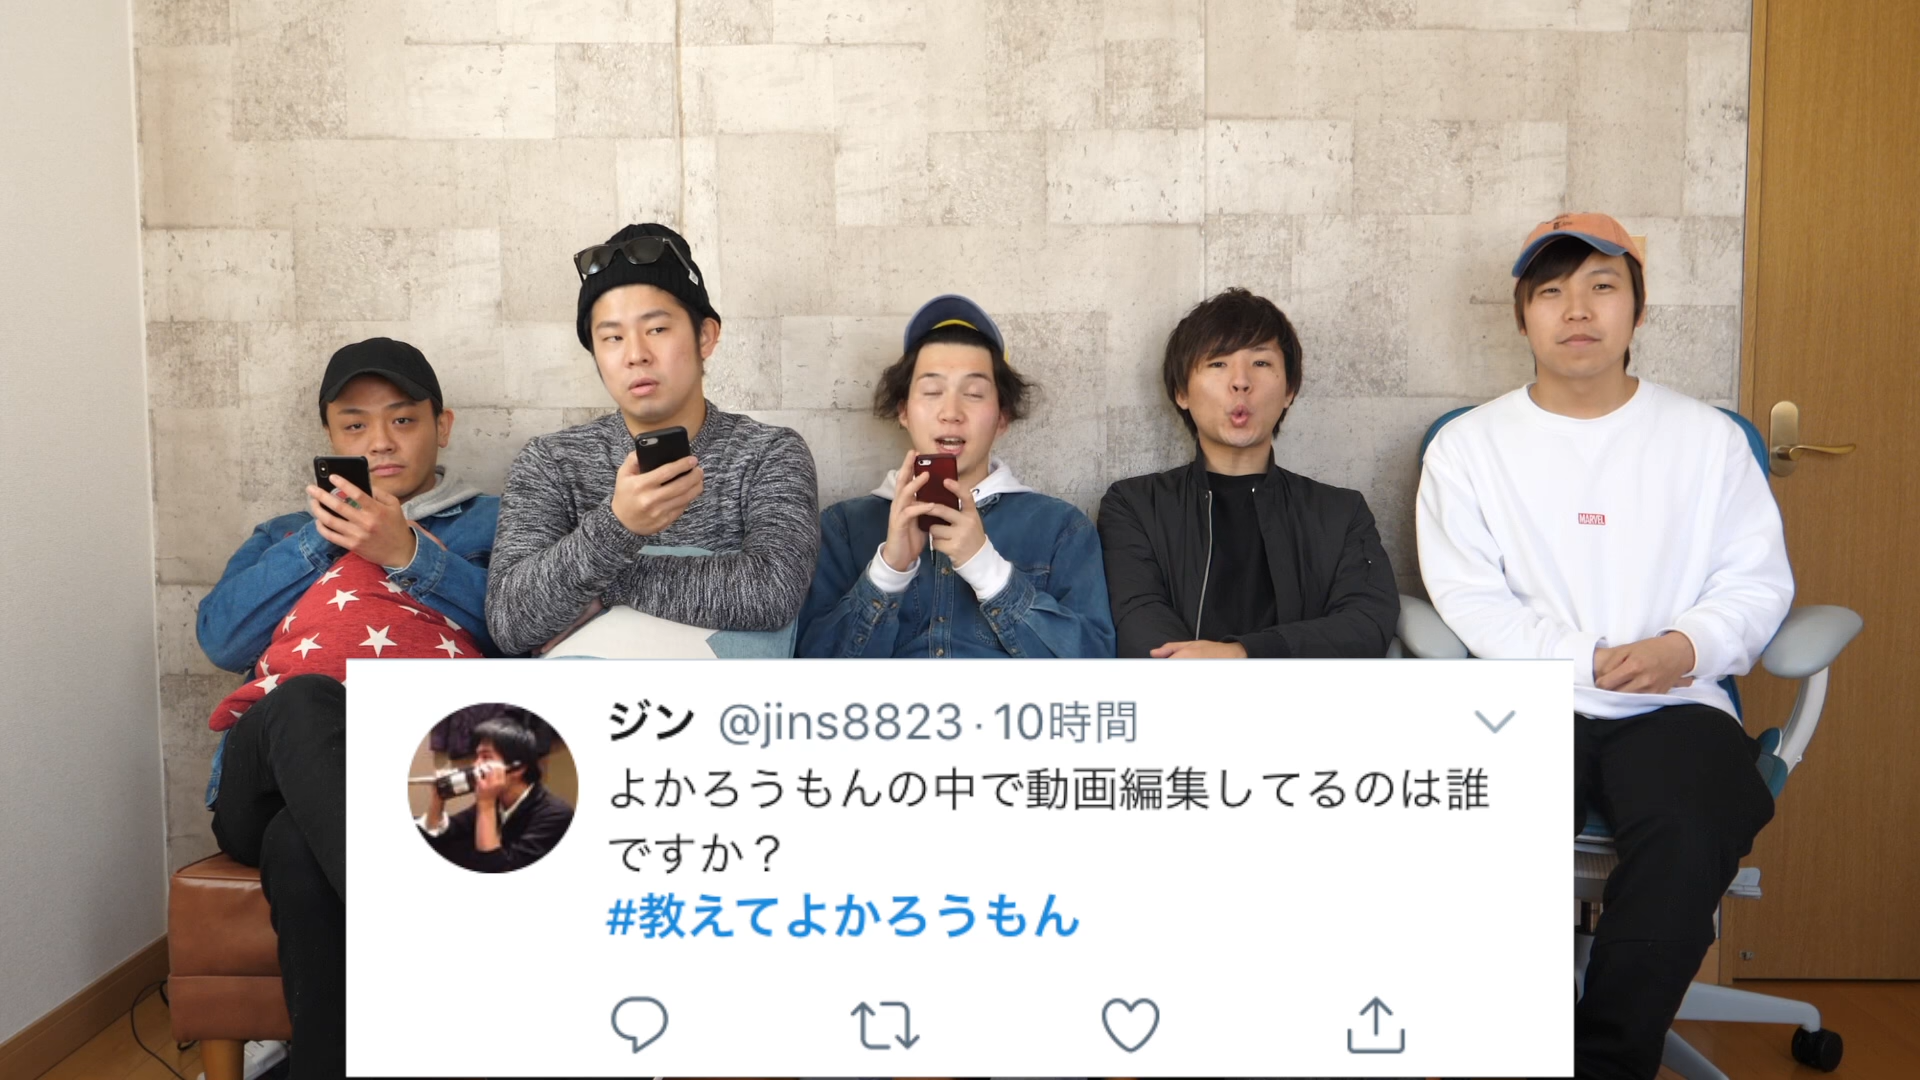 MARVEL
ジン @jins8823·10時間
よかろうもんの中で動画編集してるのは誰
ですか？
#教えてよかろうもん